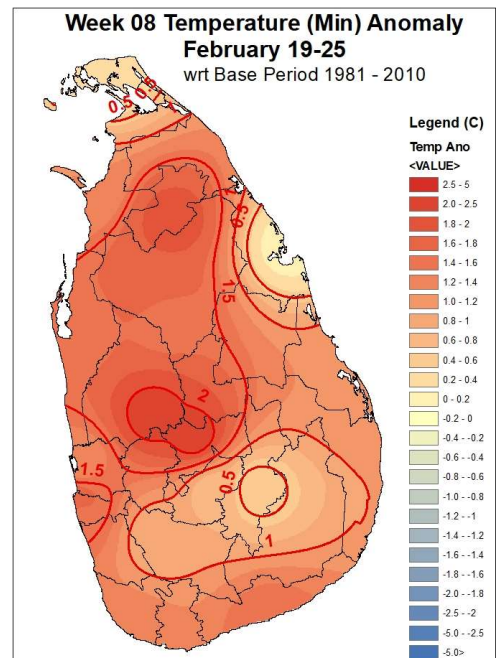 Week 08 Temperature (Min) Anomaly
February 19-25
wrt Base Period 1981 - 2010
0.5
0.5
1
1
0.5
1.5
2
1.5
0.5
1
Legend (C)
Temp Ano
<VALUE>
2.5 - 5
2.0 - 2.5
1.8 - 2
1.6 - 1.8
1.4 - 1.6
1.2 - 1.4
1.0 - 1.2
0.8 - 1
0.6 - 0.8
0.4 - 0.6
0.2 - 0.4
0 - 0.2
-0.2 - 0
-0.4 - -0.2
-0.6 - -0.4
-0.8 - -0.6
-1.0 - -0.8
-1.2 - -1
-1.4 - -1.2
-1.6 - -1.4
-1.8 - -1.6
-2.0 - -1.8
-2.5 - -2
-5.0 - -2.5
-5.0>